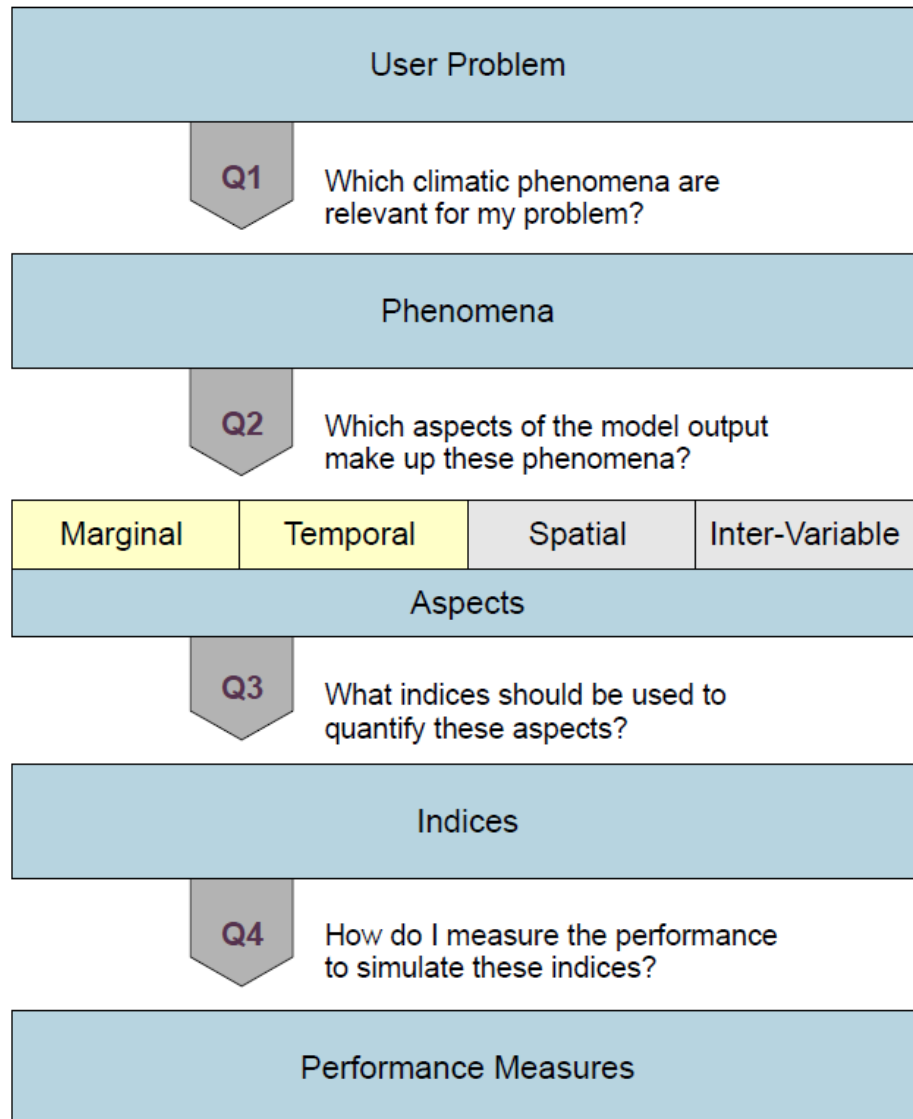 User Problem
Q1
Which climatic phenomena are
relevant for my problem?
Phenomena
Q2
Which aspects of the model output
make up these phenomena?
Marginal Temporal Spatial Inter-Variable
Aspects
Q3
What indices should be used to
quantify these aspects?
Indices
Q4
How do I measure the performance
to simulate these indices?
Performance Measures